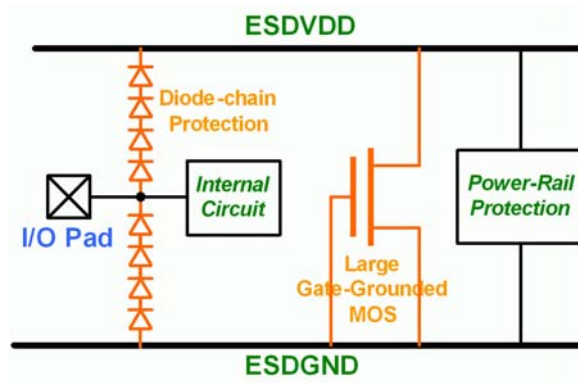 ESDVDD
Diode-chain
Protection
Internal
Circuit
I/O Pad
Power-Rail
Protection
Large
Gate-Grounded
MOS
ESDGND